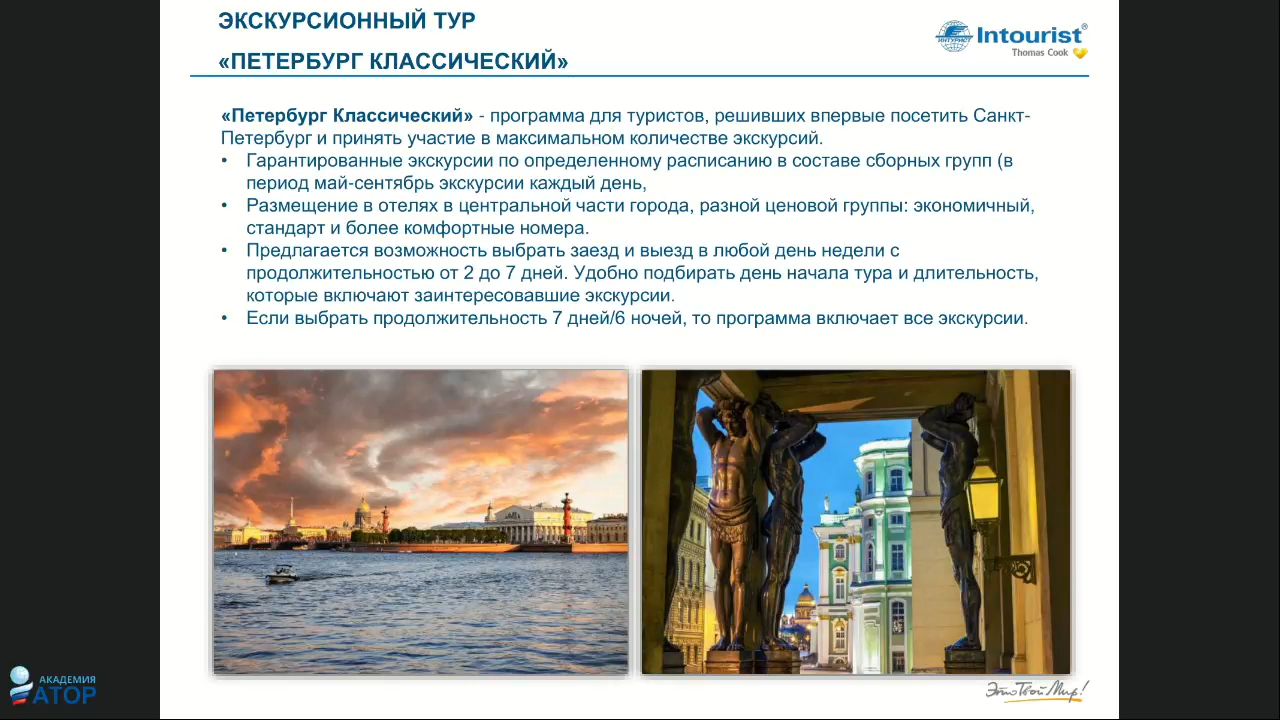 ЭКСКУРСИОННЫЙ ТУР
«ПЕТЕРБУРГ КЛАССИЧЕСКИЙ»
ИНТУРИСТ
Intourist®
Thomas Cook
«Петербург Классический» - программа для туристов, решивших впервые посетить Санкт-
Петербург и принять участие в максимальном количестве экскурсий.
• Гарантированные экскурсии по определенному расписанию в составе сборных групп (в
период май-сентябрь экскурсии каждый день,
• Размещение в отелях в центральной части города, разной ценовой группы: экономичный,
стандарт и более комфортные номера.
• Предлагается возможность выбрать заезд и выезд в любой день недели с
продолжительностью от 2 до 7 дней. Удобно подбирать день начала тура и длительность,
которые включают заинтересовавшие экскурсии.
• Если выбрать продолжительность 7 дней/6 ночей, то программа включает все экскурсии.
АКАДЕМИЯ
АТОР
Это Твой Мир!